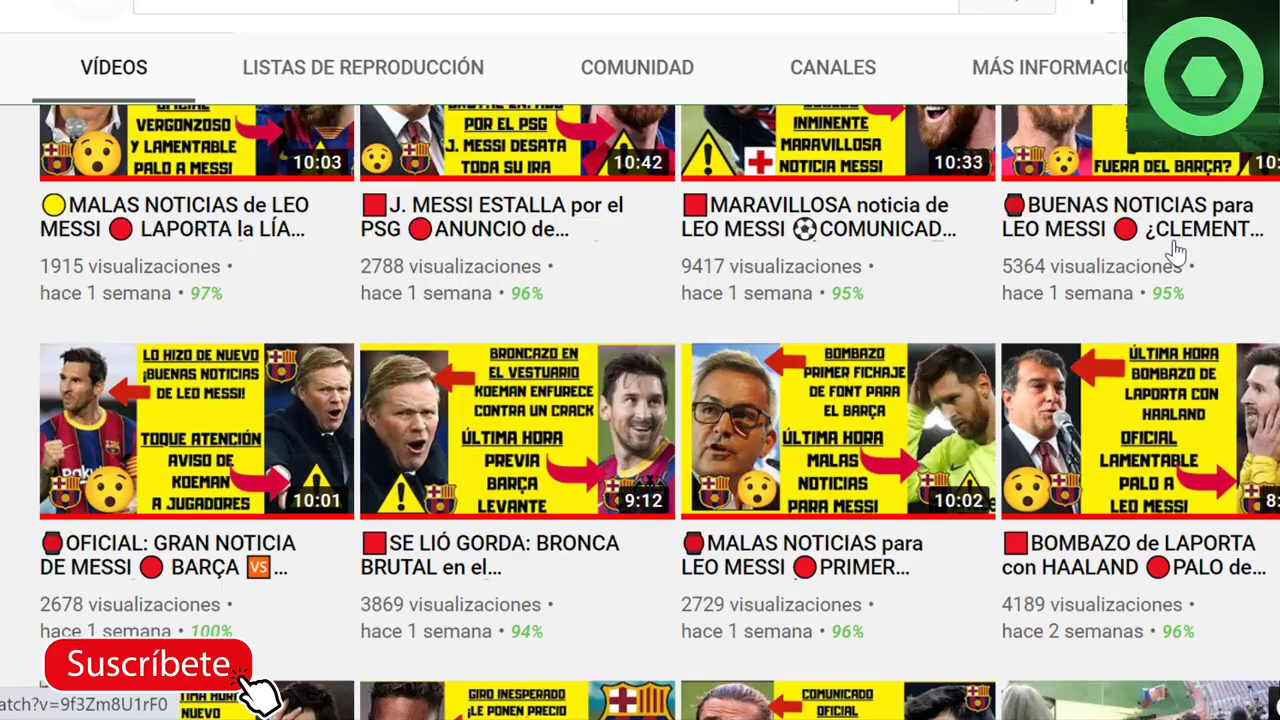 VÍDEOS
LISTAS DE REPRODUCCIÓN
COMUNIDAD
CANALES
MÁS INFORMACIÓ
VERGONZOSO
Y LAMENTABLE
PALO A MESSI
10:03
POR EL PSG
J. MESSI DESATA
TODA SU IRA
10:42
INMINENTE
MARAVILLOSA
NOTICIA MESSI
10:33
FUERA DEL BARÇA?
10:
MALAS NOTICIAS de LEO
MESSI 🔴 LAPORTA la LÍA...
1915 visualizaciones •
hace 1 semana • 97%
J. MESSI ESTALLA por el
PSG 🔴ANUNCIO de...
2788 visualizaciones •
hace 1 semana • 96%
MARAVILLOSA noticia de
LEO MESSI ⚽COMUNICAD...
9417 visualizaciones •
hace 1 semana • 95%
BUENAS NOTICIAS para
LEO MESSI 🔴 ¿CLEMENT...
5364 visualizaciones •
hace 1 semana • 95%
LO HIZO DE NUEVO
¡BUENAS NOTICIAS
DE LEO MESSI!
TOQUE ATENCIÓN
AVISO DE
KOEMAN
A JUGADORES
10:01
BRONCAZO EN
EL VESTUARIO
KOEMAN ENFURECE
CONTRA UN CRACK
ÚLTIMA HORA
PREVIA
BARÇA
LEVANTE
9:12
BOMBAZO
PRIMER FICHAJE
DE FONT PARA
EL BARÇA
ÚLTIMA HORA
MALAS
NOTICIAS
PARA MESSI
10:02
ÚLTIMA HORA
BOMBAZO DE
LAPORTA CON
HAALAND
OFICIAL
LAMENTABLE
PALO A
LEO MESSI
8:
OFICIAL: GRAN NOTICIA
DE MESSI 🔴 BARÇA 🆚...
2678 visualizaciones •
hace 1 semana • 100%
SE LIÓ GORDA: BRONCA
BRUTAL en el...
3869 visualizaciones •
hace 1 semana • 94%
MALAS NOTICIAS para
LEO MESSI 🔴PRIMER...
2729 visualizaciones •
hace 1 semana • 96%
BOMBAZO de LAPORTA
con HAALAND 🔴PALO de...
4189 visualizaciones •
hace 2 semanas • 96%
Suscríbete
atch?v=9f3Zm8U1rF0
NUEVO
GIRO INESPERADO
¡LE PONEN PRECIO
COMUNICADO
OFICIAL